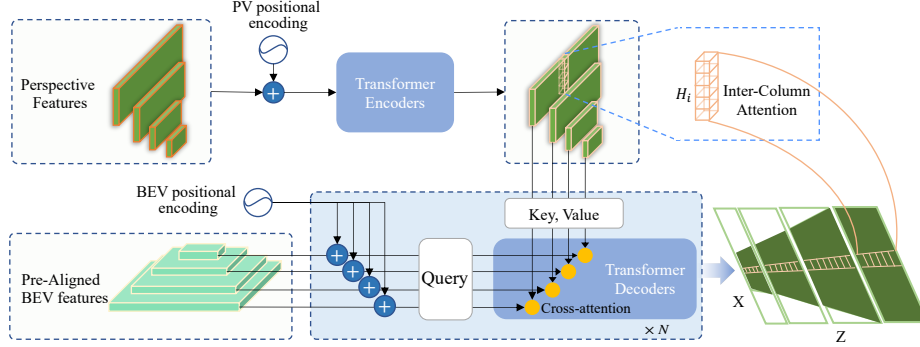 PV positional
encoding
Perspective
Features
Transformer
Encoders
H_i
Inter-Column
Attention
BEV positional
encoding
Key, Value
Pre-Aligned
BEV features
Query
Transformer
Decoders
Cross-attention
× N
X
Z